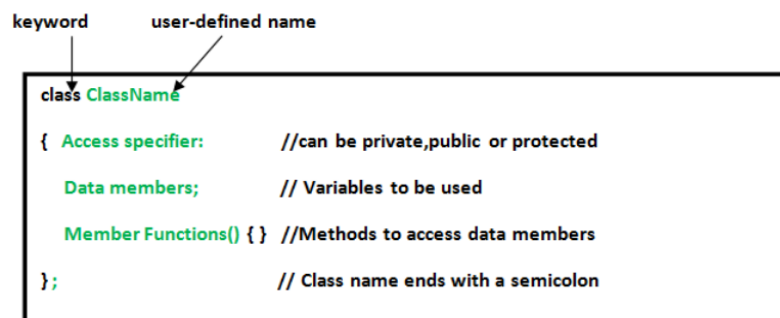 keyword user-defined name
class ClassName
{ Access specifier: //can be private,public or protected
Data members; // Variables to be used
Member Functions() { } //Methods to access data members
}; // Class name ends with a semicolon